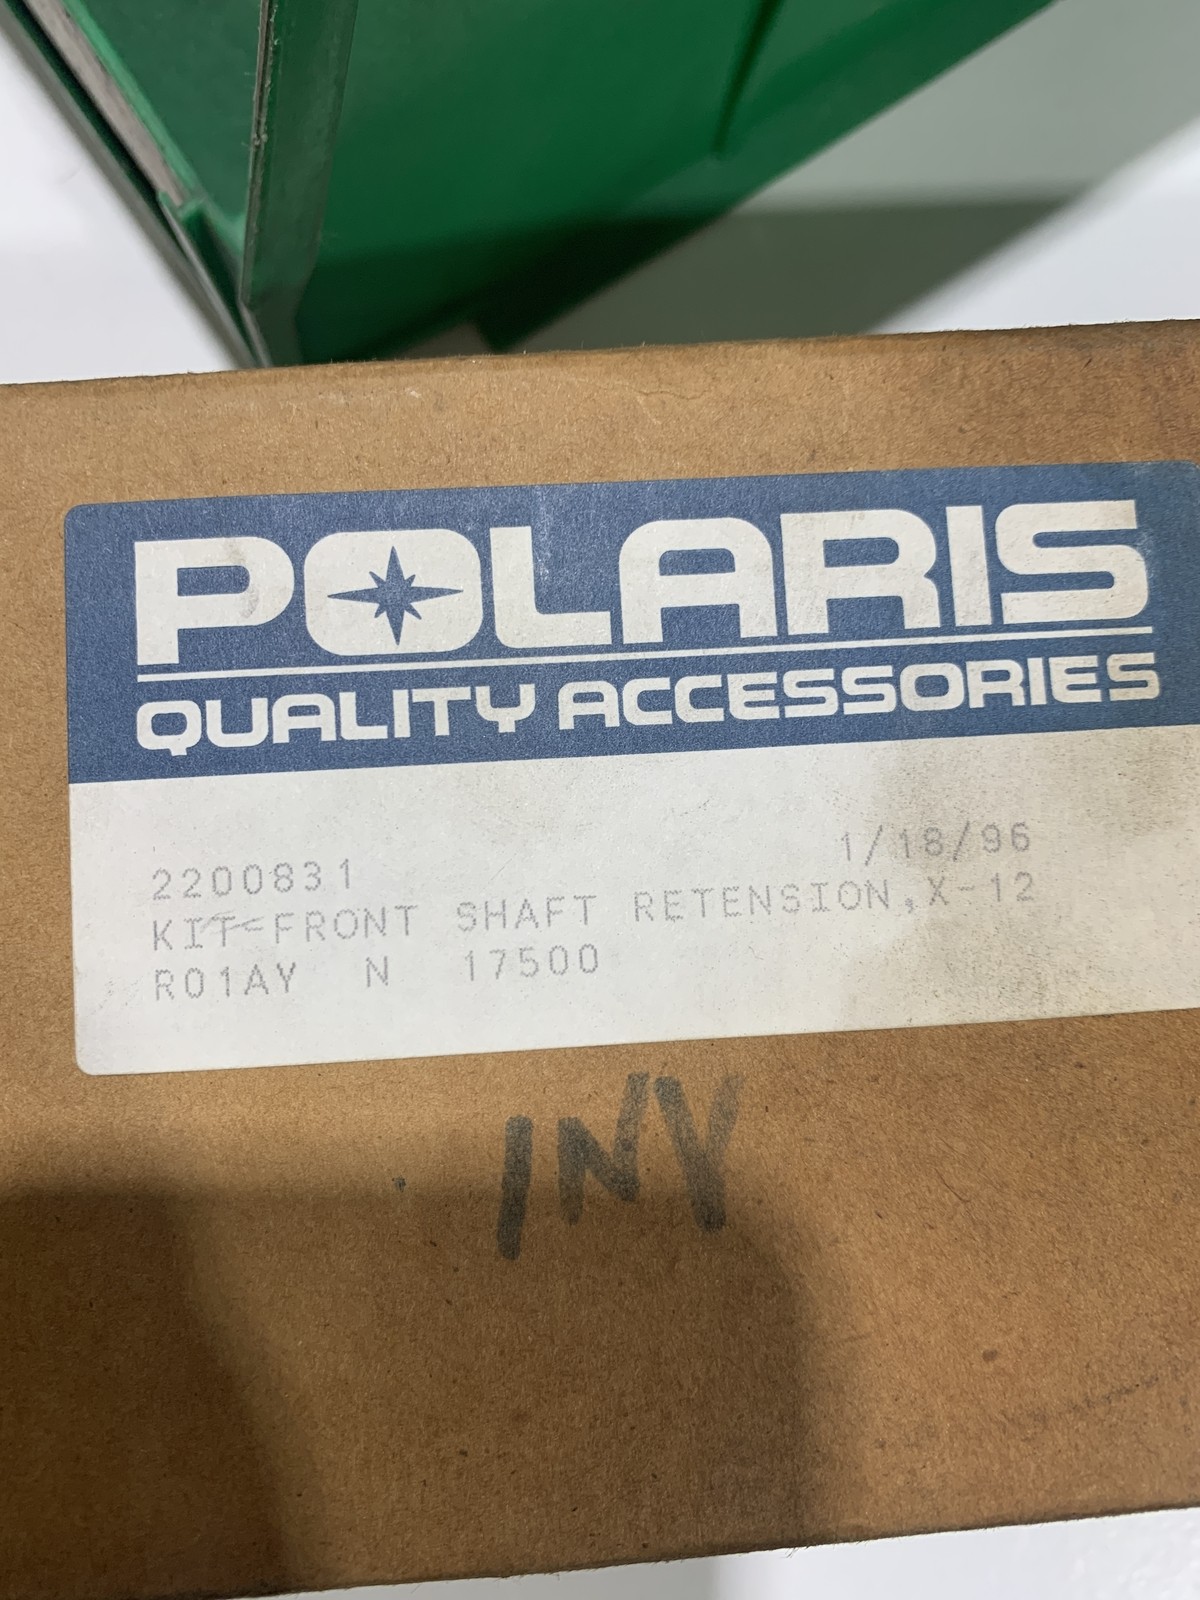 POLARIS
QUALITY ACCESSORIES
2200831 1/18/96
KIT-FRONT SHAFT RETENSION,X-12
R01AY N 17500
INV